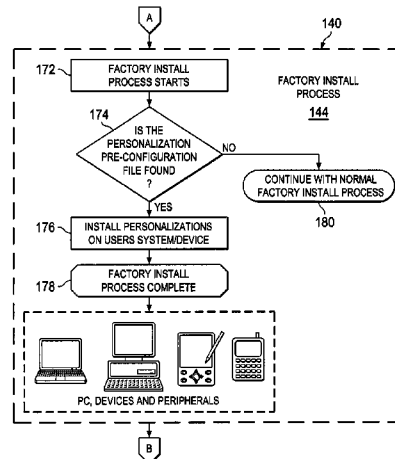 A
140
172
FACTORY INSTALL
PROCESS STARTS
FACTORY INSTALL
PROCESS
144
174
IS THE
PERSONALIZATION
PRE-CONFIGURATION
FILE FOUND
?
NO
CONTINUE WITH NORMAL
FACTORY INSTALL PROCESS
180
YES
176
INSTALL PERSONALIZATIONS
ON USERS SYSTEM/DEVICE
178
FACTORY INSTALL
PROCESS COMPLETE
PC, DEVICES AND PERIPHERALS
B